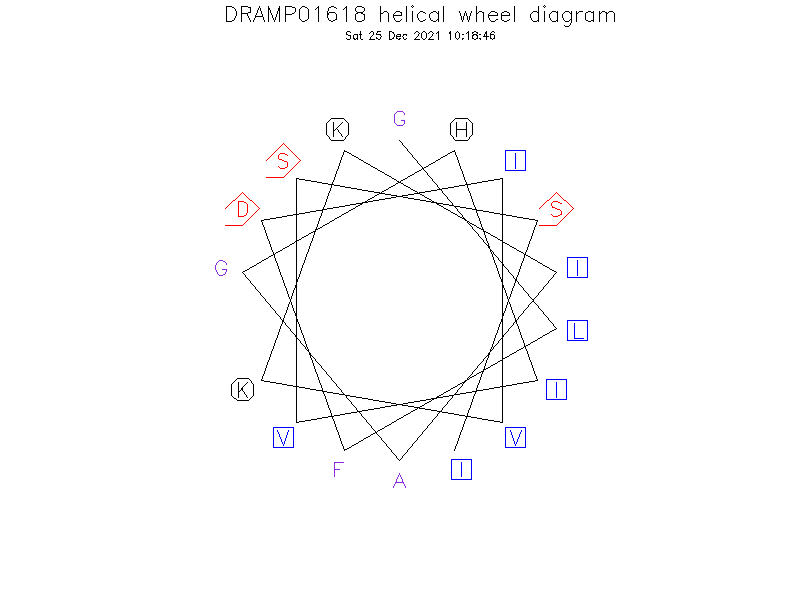 DRAMP01618 helical wheel diagram
Sat 25 Dec 2021 10:18:46
G
K H
S I
D S
G I
L
K I
V V
F I
A